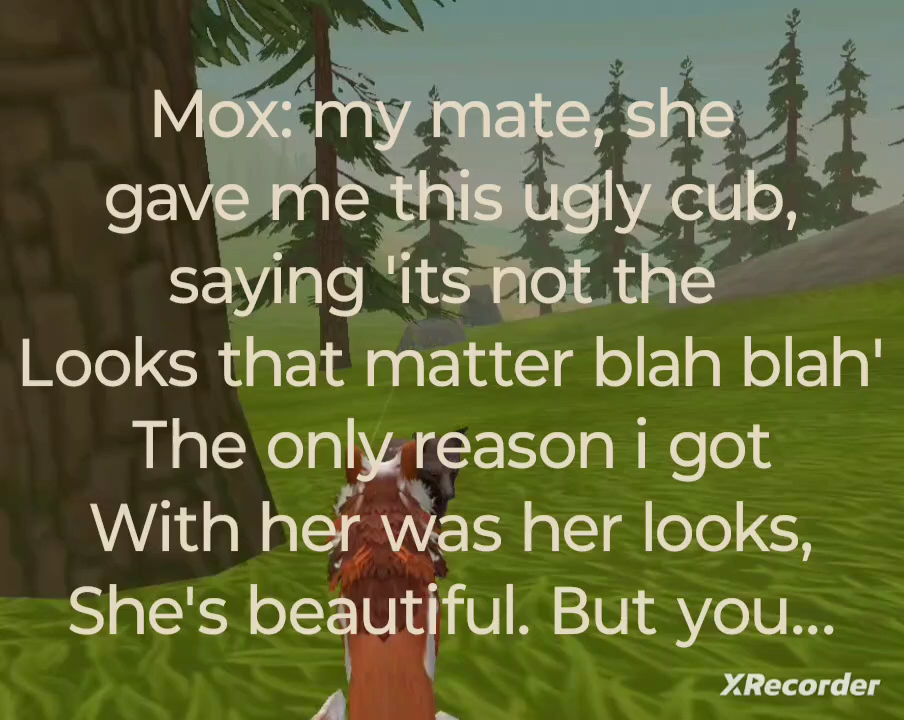 Mox: my mate, she
gave me this ugly cub,
saying 'its not the
Looks that matter blah blah'
The only reason i got
With her was her looks,
She's beautiful. But you...
XRecorder